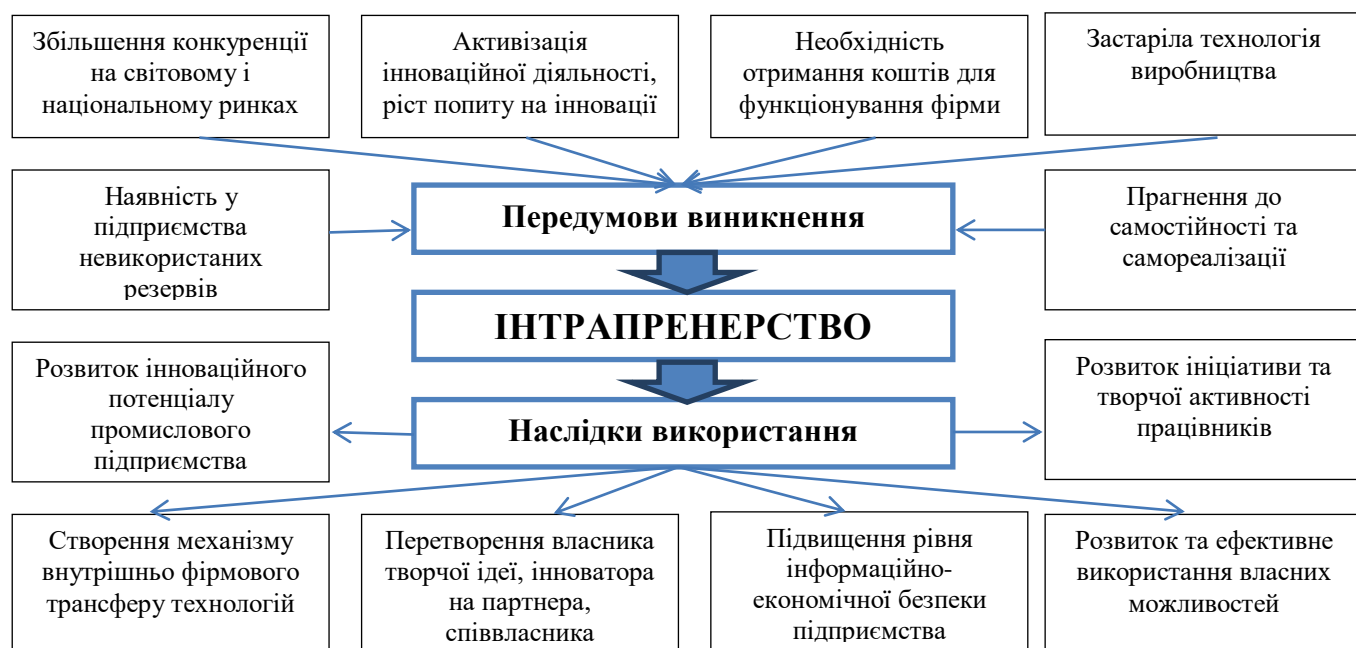 Збільшення конкуренції
на світовому і
національному ринках
Активізація
інноваційної діяльності,
ріст попиту на інновації
Необхідність
отримання коштів для
функціонування фірми
Застаріла технологія
виробництва
Наявність у
підприємства
невикористаних
резервів
Передумови виникнення
Прагнення до
самостійності та
самореалізації
ІНТРАПРЕНЕРСТВО
Розвиток інноваційного
потенціалу
промислового
підприємства
Наслідки використання
Розвиток ініціативи та
творчої активності
працівників
Створення механізму
внутрішньо фірмового
трансферу технологій
Перетворення власника
творчої ідеї, інноватора
на партнера,
співвласника
Підвищення рівня
інформаційно-
економічної безпеки
підприємства
Розвиток та ефективне
використання власних
можливостей